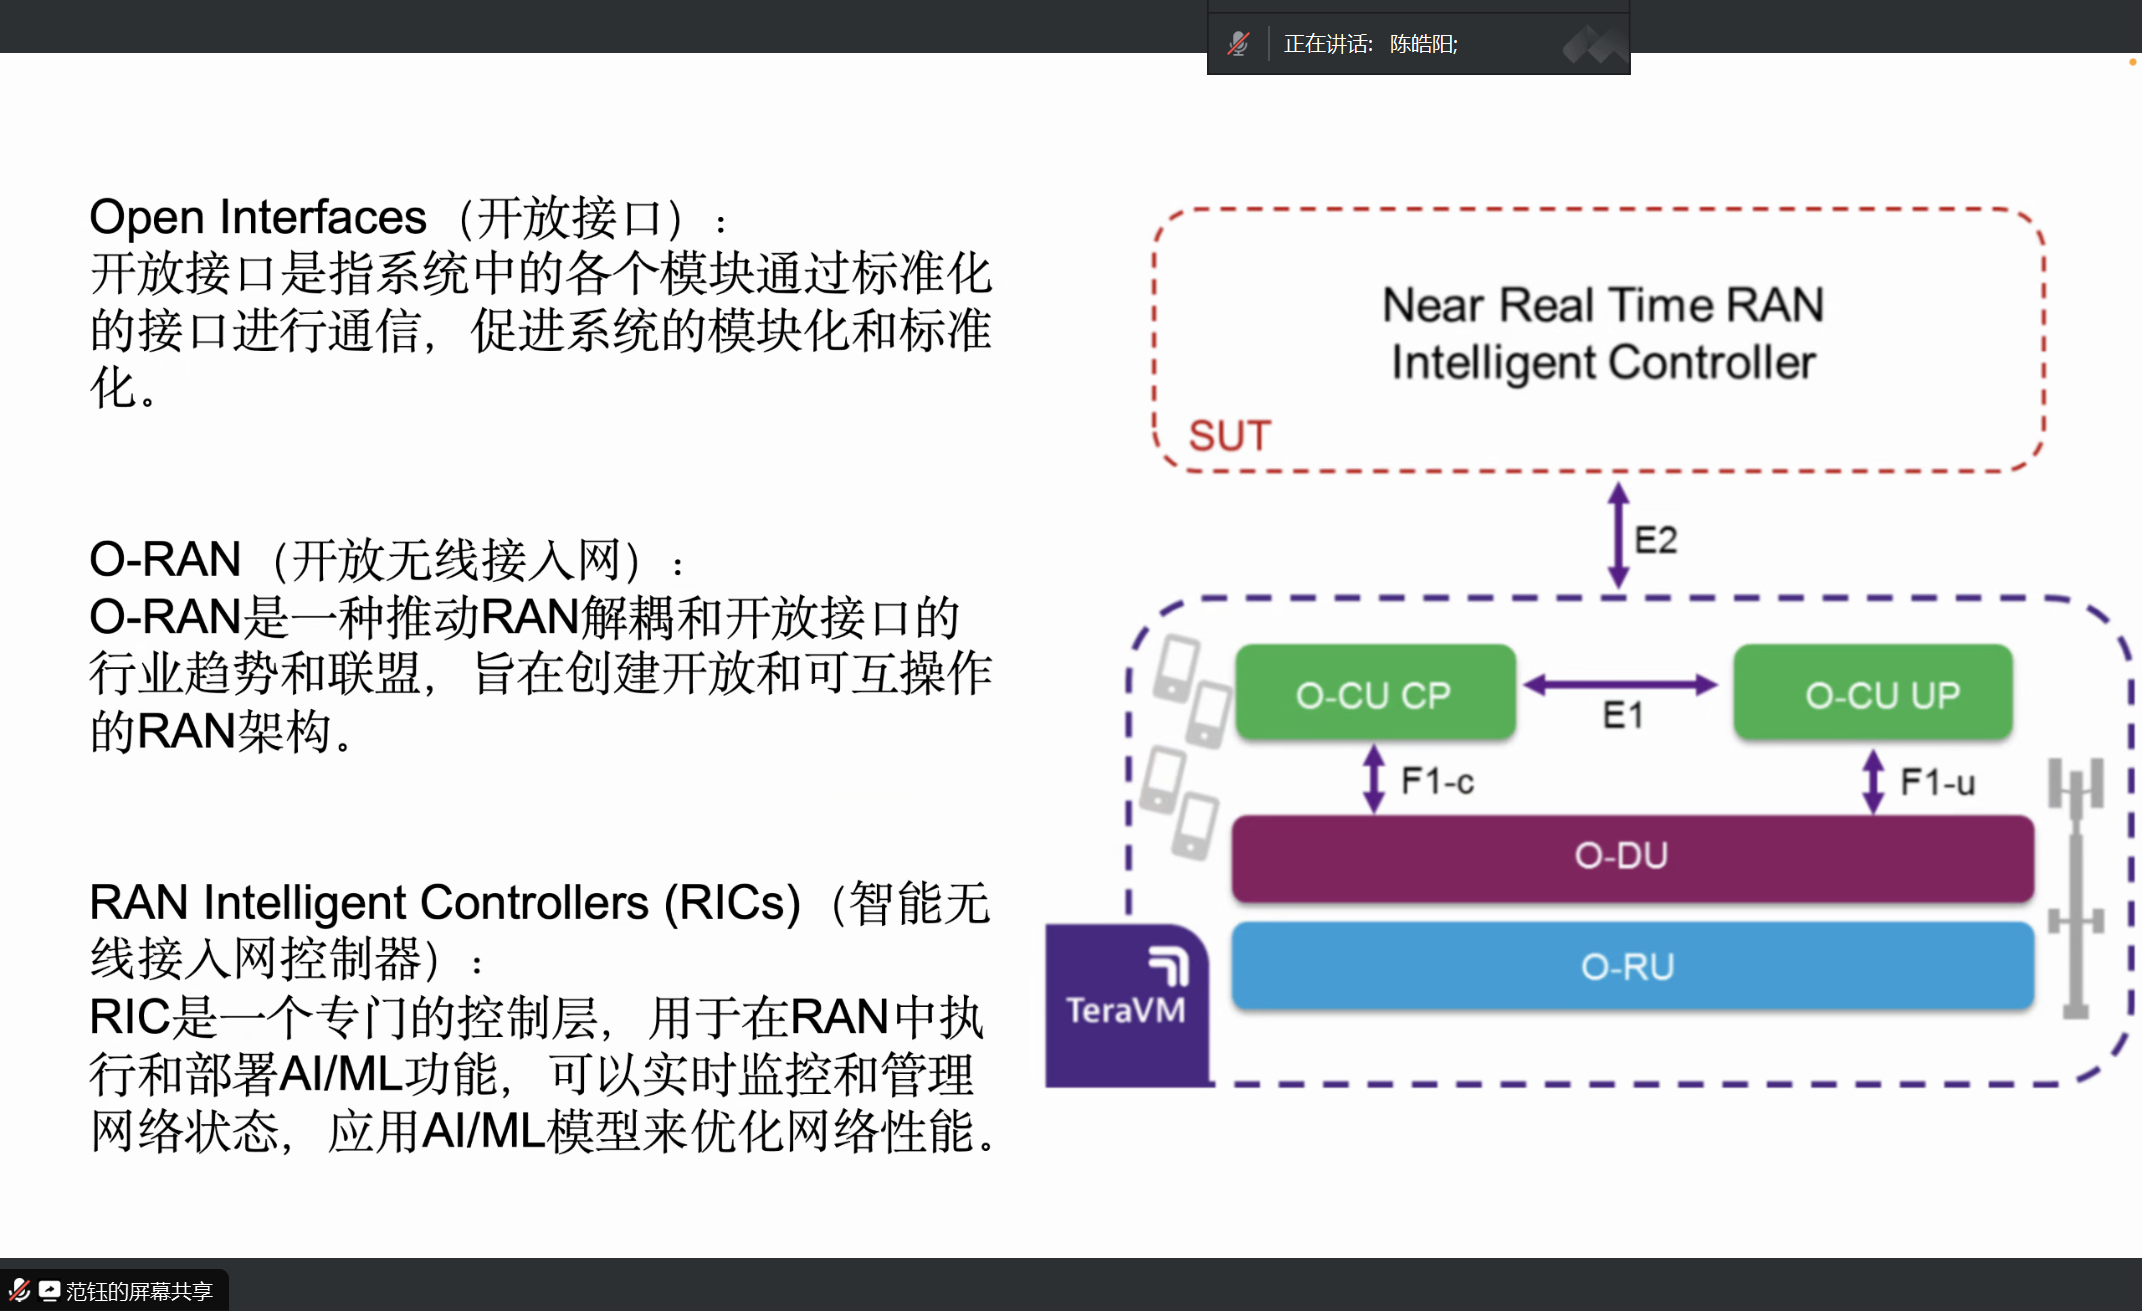 正在讲话: 陈皓阳;
Open Interfaces（开放接口）:
开放接口是指系统中的各个模块通过标准化
的接口进行通信，促进系统的模块化和标准
化。
O-RAN（开放无线接入网）:
O-RAN是一种推动RAN解耦和开放接口的
行业趋势和联盟，旨在创建开放和可互操作
的RAN架构。
RAN Intelligent Controllers (RICs)（智能无
线接入网控制器）:
RIC是一个专门的控制层，用于在RAN中执
行和部署AI/ML功能，可以实时监控和管理
网络状态，应用AI/ML模型来优化网络性能。
Near Real Time RAN
Intelligent Controller
SUT
E2
O-CU CP
E1
O-CU UP
F1-c
F1-u
O-DU
O-RU
TeraVM
范钰的屏幕共享